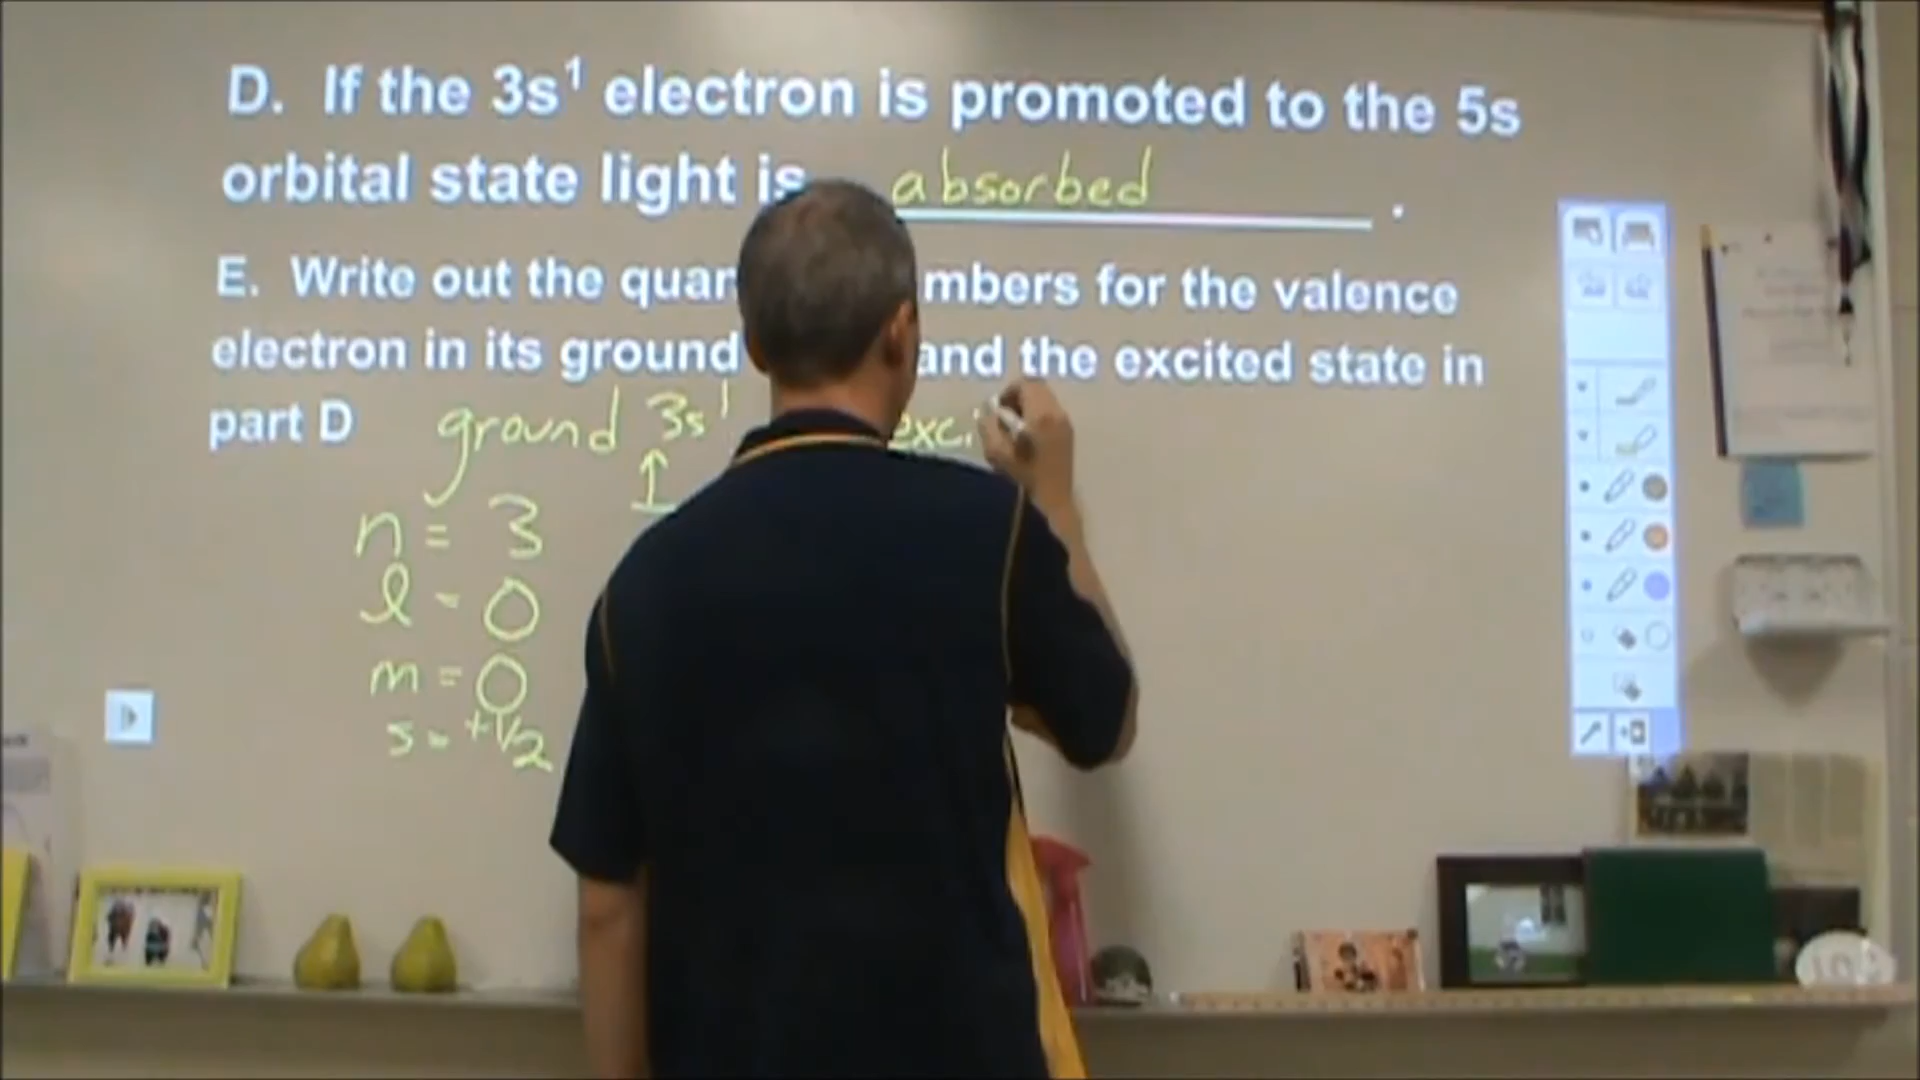 D. If the 3s¹ electron is promoted to the 5s
orbital state light is absorbed .
E. Write out the quan mbers for the valence
electron in its ground and the excited state in
part D ground 3s¹ exci
n = 3
l = 0
m = 0
s = +1/2